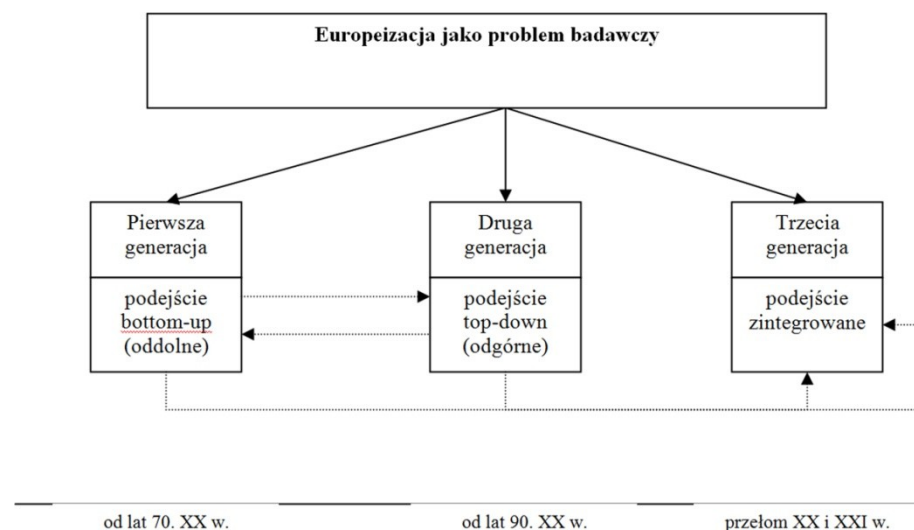 Europeizacja jako problem badawczy
Pierwsza
generacja
Druga
generacja
Trzecia
generacja
podejście
bottom-up
(oddolne)
podejście
top-down
(odgórne)
podejście
zintegrowane
od lat 70. XX w.
od lat 90. XX w.
przełom XX i XXI w.